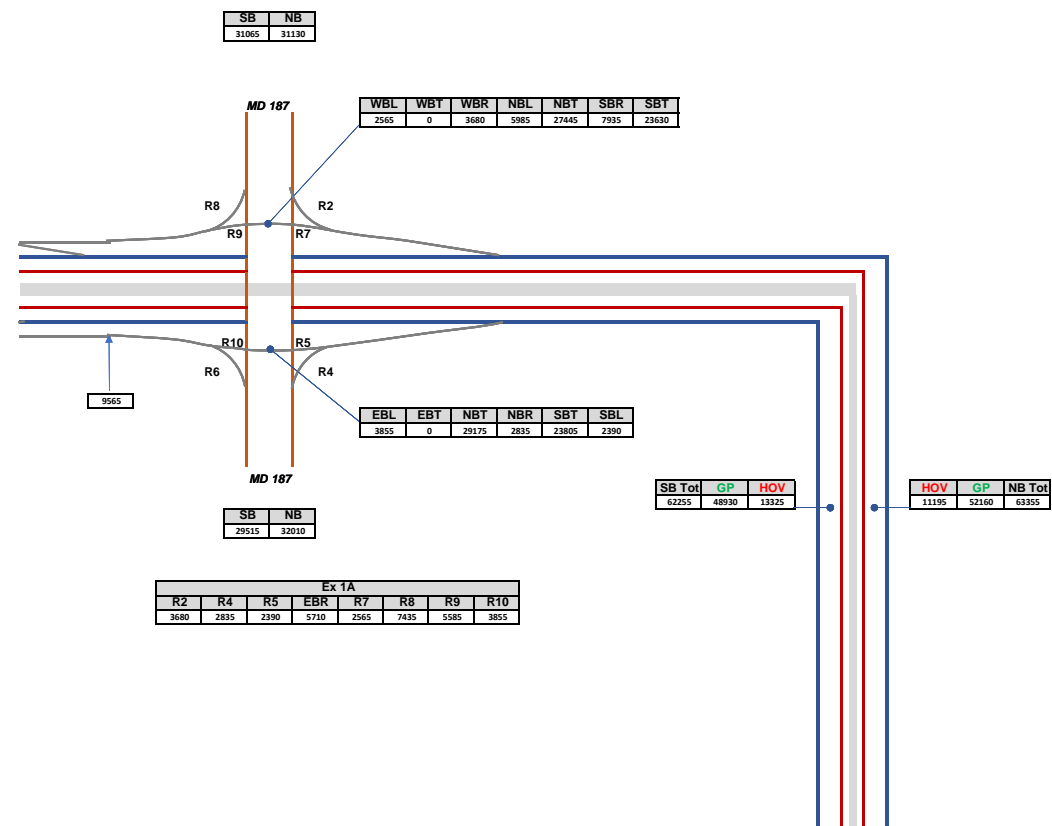 SB NB
31065 31130
MD 187
WBL WBT WBR NBL NBT SBR SBT
2565 0 3680 5985 27445 7935 23630
R8 R2
R9 R7
R10 R5
R6 R4
9565
EBL EBT NBT NBR SBT SBL
3855 0 29175 2835 23805 2390
MD 187
SB Tot GP HOV
62255 48930 13325
HOV GP NB Tot
11195 52160 63355
SB NB
29515 32010
Ex 1A
R2 R4 R5 EBR R7 R8 R9 R10
3680 2835 2390 5710 2565 7435 5585 3855